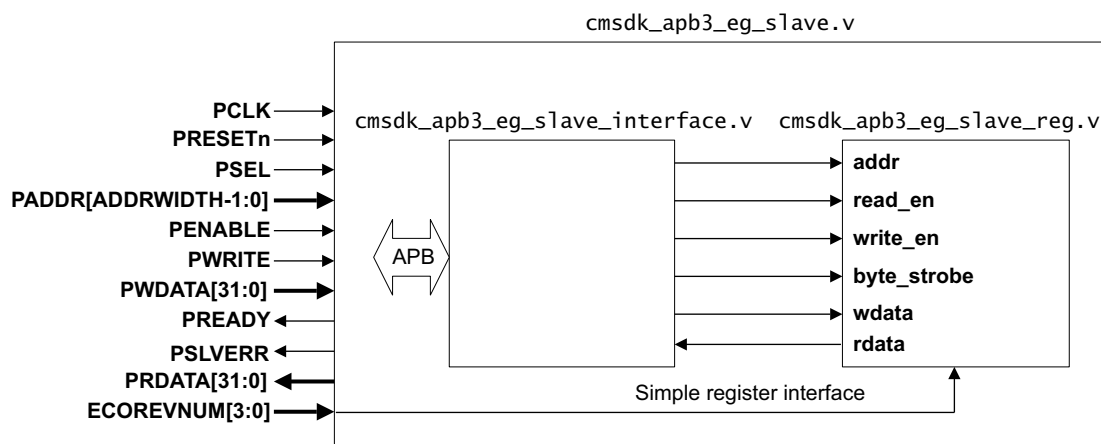 cmsdk_apb3_eg_slave.v
PCLK
PRESETn
PSEL
PADDR[ADDRWIDTH-1:0]
PENABLE
PWRITE
PWDATA[31:0]
PREADY
PSLVERR
PRDATA[31:0]
ECOREVNUM[3:0]
cmsdk_apb3_eg_slave_interface.v
APB
cmsdk_apb3_eg_slave_reg.v
addr
read_en
write_en
byte_strobe
wdata
rdata
Simple register interface